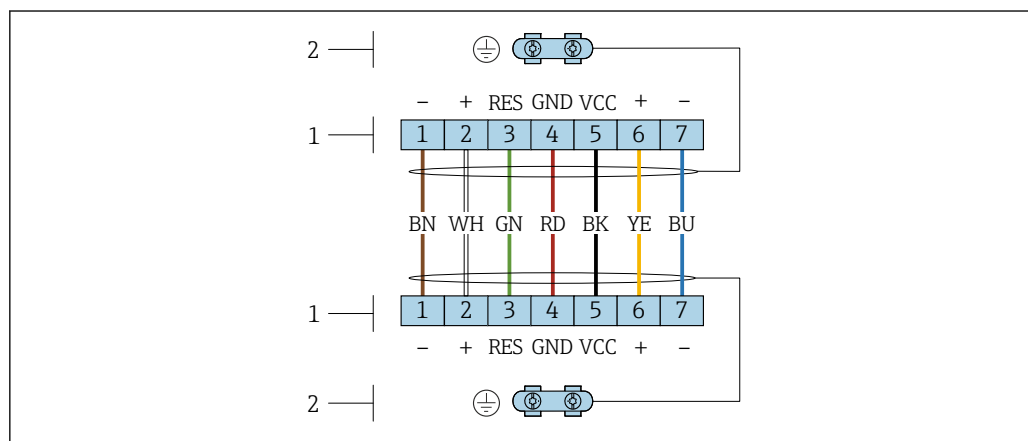 2
– + RES GND VCC + –
1 1 2 3 4 5 6 7
BN WH GN RD BK YE BU
1 1 2 3 4 5 6 7
– + RES GND VCC + –
2